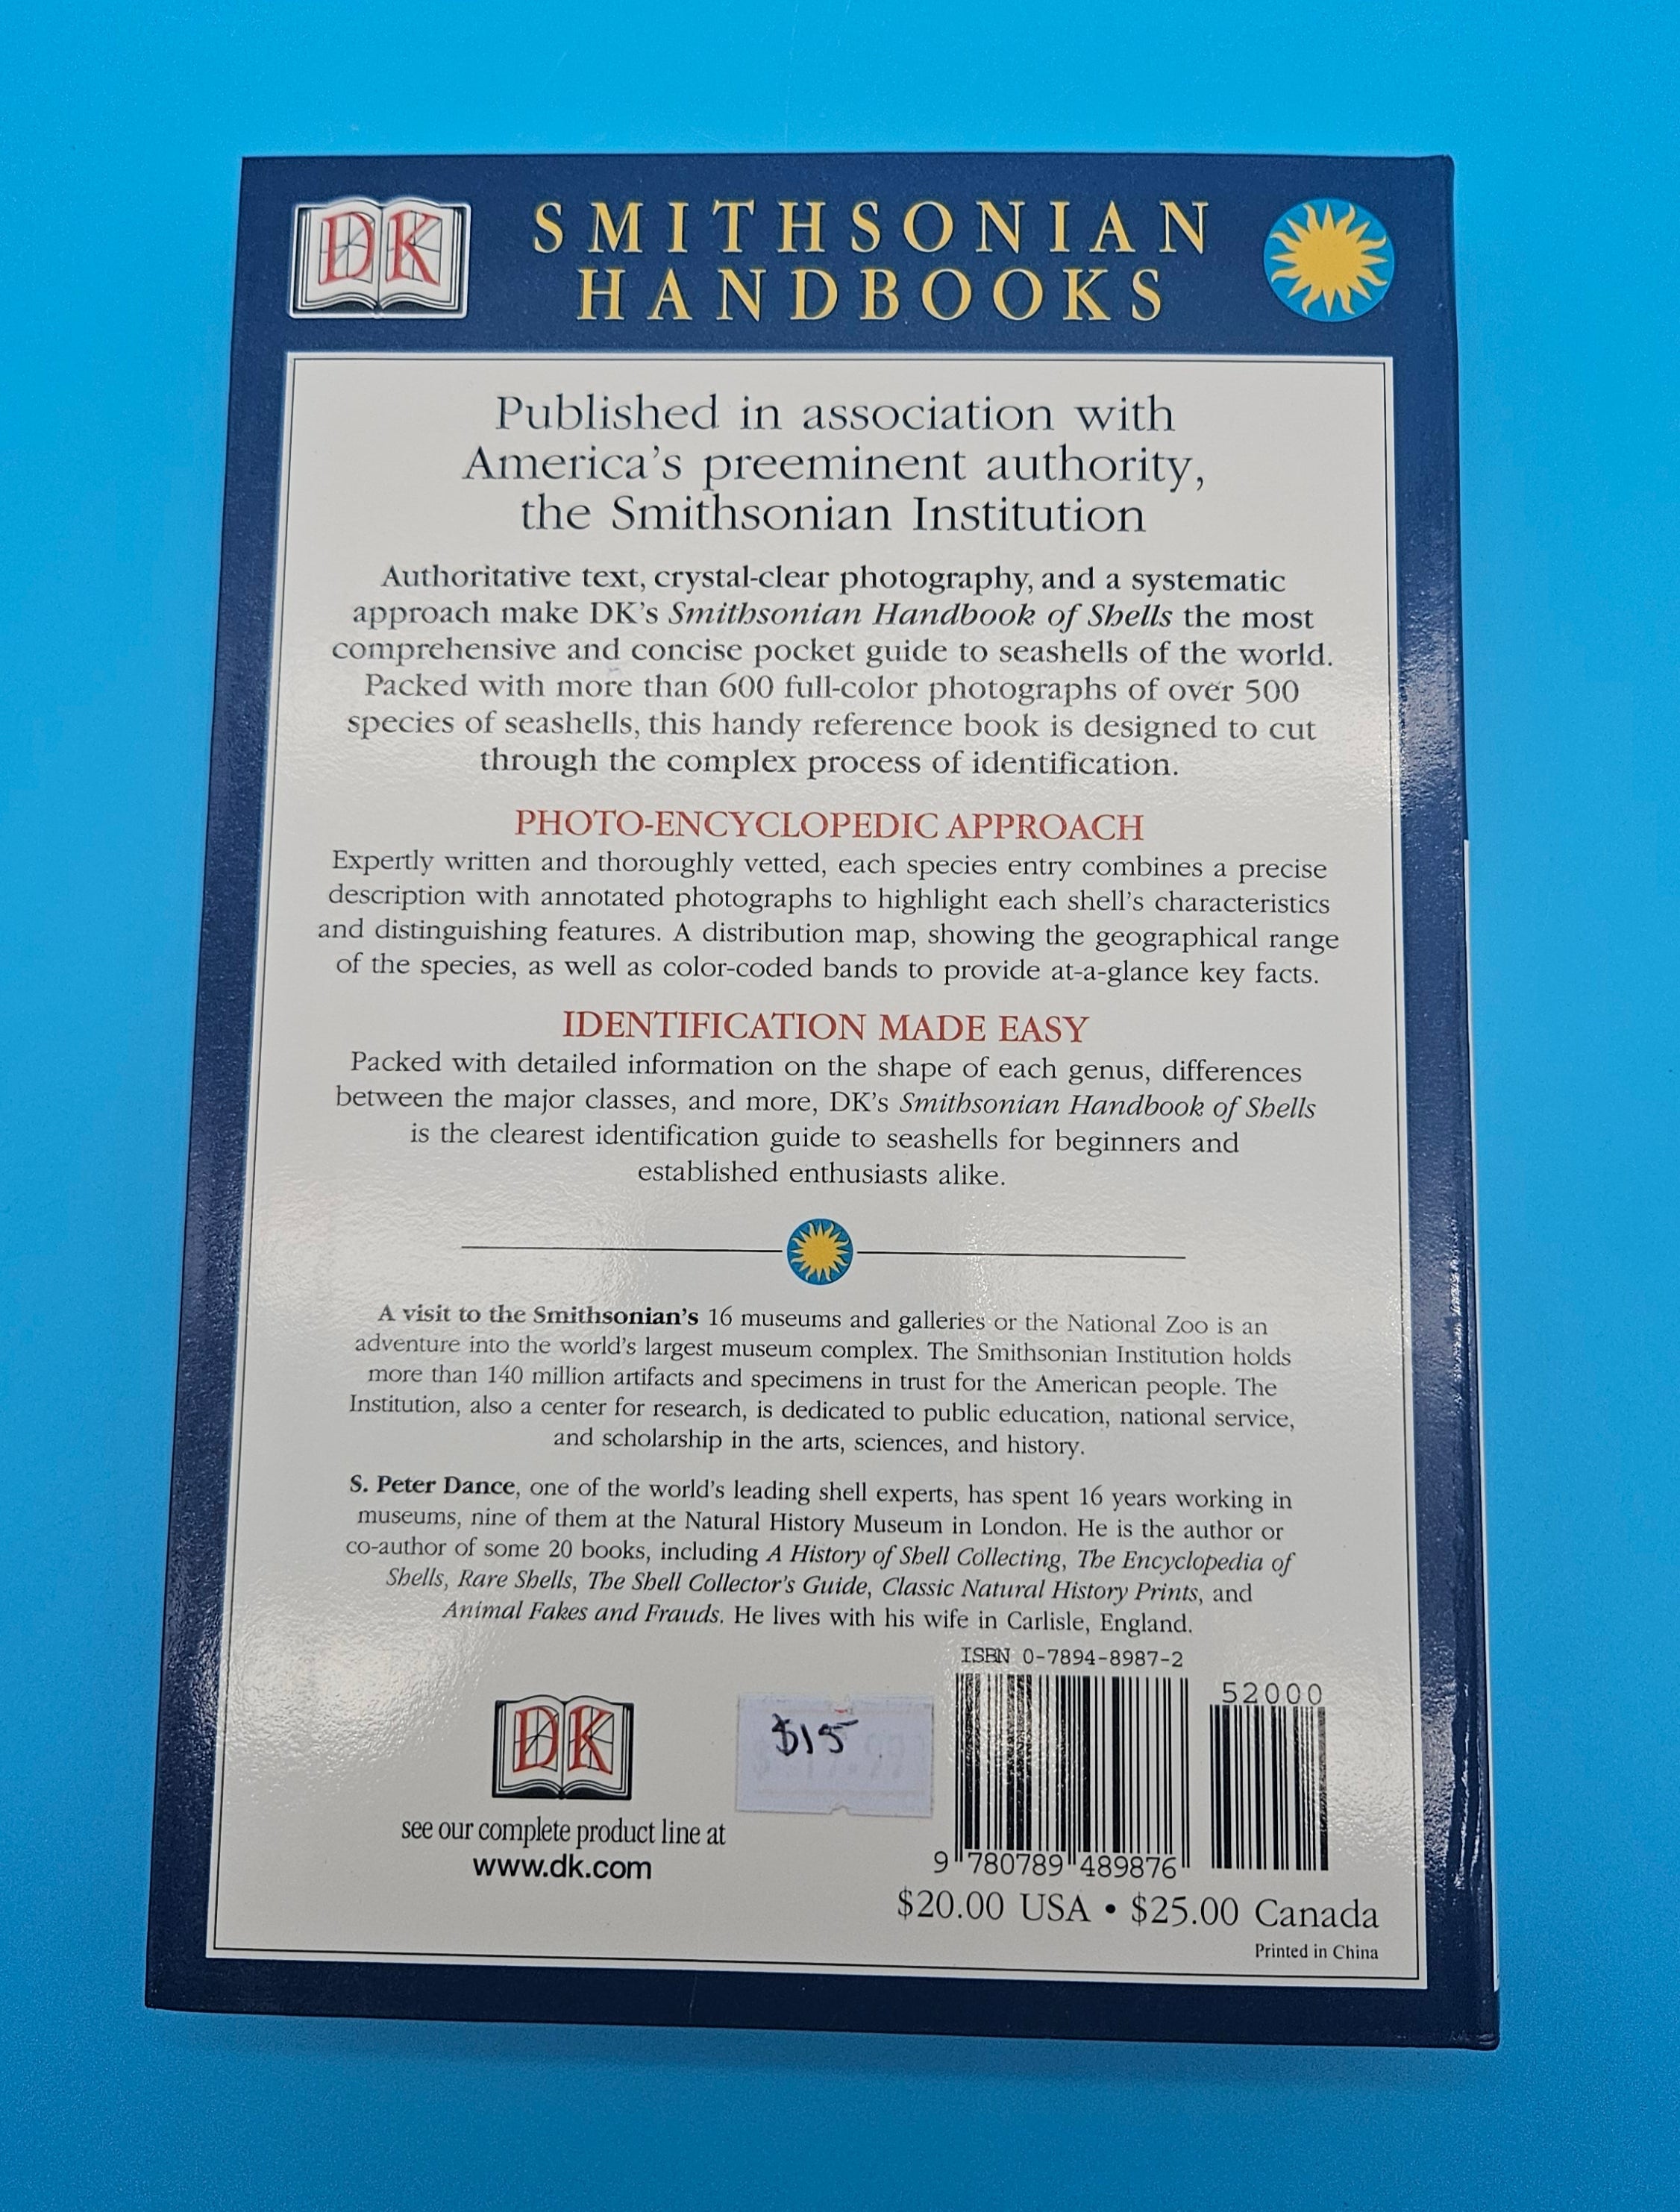 DK
SMITHSONIAN
HANDBOOKS
Published in association with
America's preeminent authority,
the Smithsonian Institution
Authoritative text, crystal-clear photography, and a systematic
approach make DK's Smithsonian Handbook of Shells the most
comprehensive and concise pocket guide to seashells of the world.
Packed with more than 600 full-color photographs of over 500
species of seashells, this handy reference book is designed to cut
through the complex process of identification.
PHOTO-ENCYCLOPEDIC APPROACH
Expertly written and thoroughly vetted, each species entry combines a precise
description with annotated photographs to highlight each shell's characteristics
and distinguishing features. A distribution map, showing the geographical range
of the species, as well as color-coded bands to provide at-a-glance key facts.
IDENTIFICATION MADE EASY
Packed with detailed information on the shape of each genus, differences
between the major classes, and more, DK's Smithsonian Handbook of Shells
is the clearest identification guide to seashells for beginners and
established enthusiasts alike.
A visit to the Smithsonian's 16 museums and galleries or the National Zoo is an
adventure into the world's largest museum complex. The Smithsonian Institution holds
more than 140 million artifacts and specimens in trust for the American people. The
Institution, also a center for research, is dedicated to public education, national service,
and scholarship in the arts, sciences, and history.
S. Peter Dance, one of the world's leading shell experts, has spent 16 years working in
museums, nine of them at the Natural History Museum in London. He is the author or
co-author of some 20 books, including A History of Shell Collecting, The Encyclopedia of
Shells, Rare Shells, The Shell Collector's Guide, Classic Natural History Prints, and
Animal Fakes and Frauds. He lives with his wife in Carlisle, England.
DK
see our complete product line at
www.dk.com
$15
ISBN 0-7894-8987-2
52000
9 780789 489876
$20.00 USA • $25.00 Canada
Printed in China